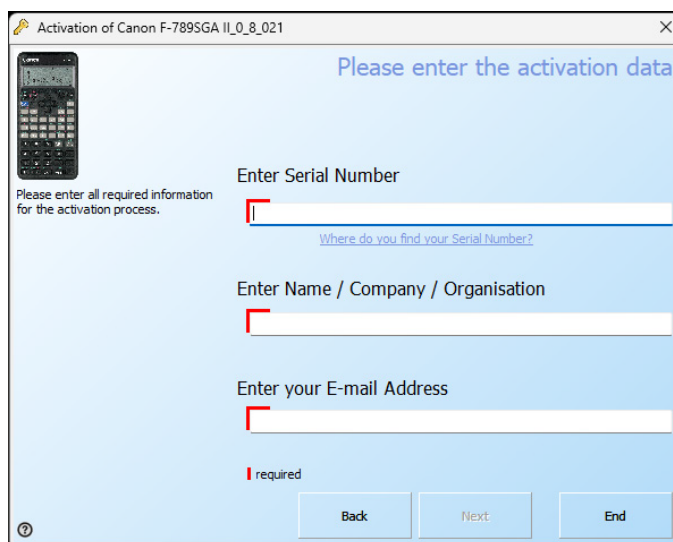 Activation of Canon F-789SGA II_0_8_021
Please enter the activation data
Canon
Please enter all required information
for the activation process.
Enter Serial Number
Where do you find your Serial Number?
Enter Name / Company / Organisation
Enter your E-mail Address
required
Back
Next
End